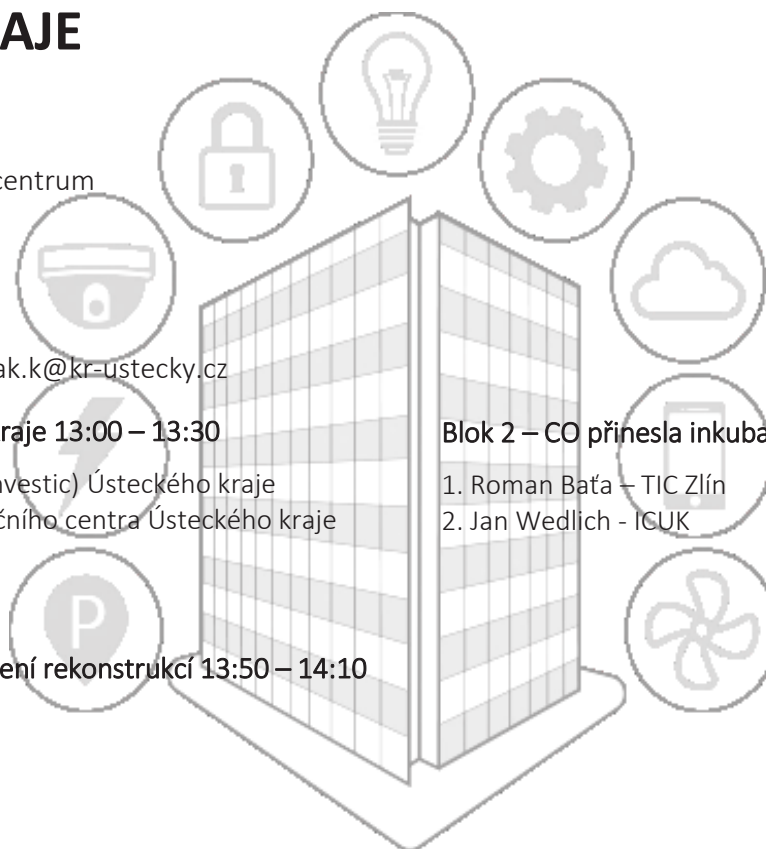 AJE
centrum
ak.k@kr-ustecky.cz
raje 13:00 – 13:30
nvestic) Ústeckého kraje
čního centra Ústeckého kraje
Blok 2 – CO přinesla inkuba
1. Roman Baťa – TIC Zlín
2. Jan Wedlich - ICUK
P
ení rekonstrukcí 13:50 – 14:10